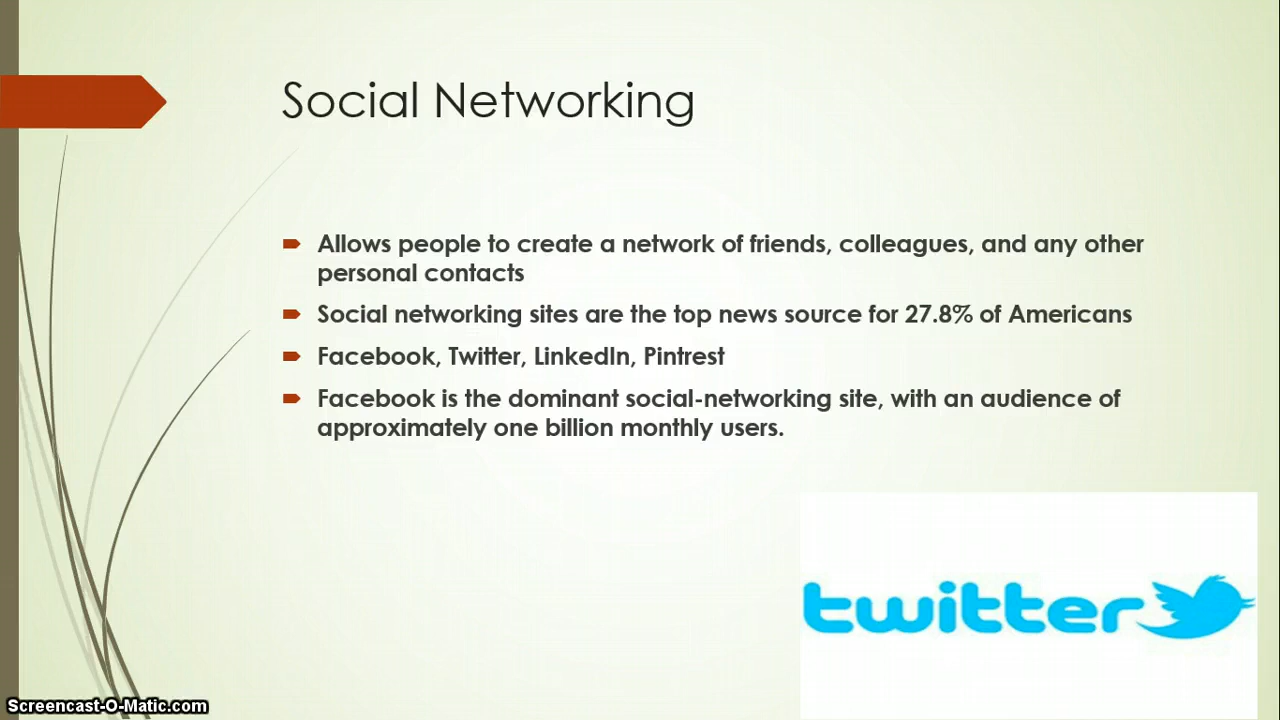 Social Networking
Allows people to create a network of friends, colleagues, and any other
personal contacts
Social networking sites are the top news source for 27.8% of Americans
Facebook, Twitter, LinkedIn, Pintrest
Facebook is the dominant social-networking site, with an audience of
approximately one billion monthly users.
twitter
Screencast-O-Matic.com